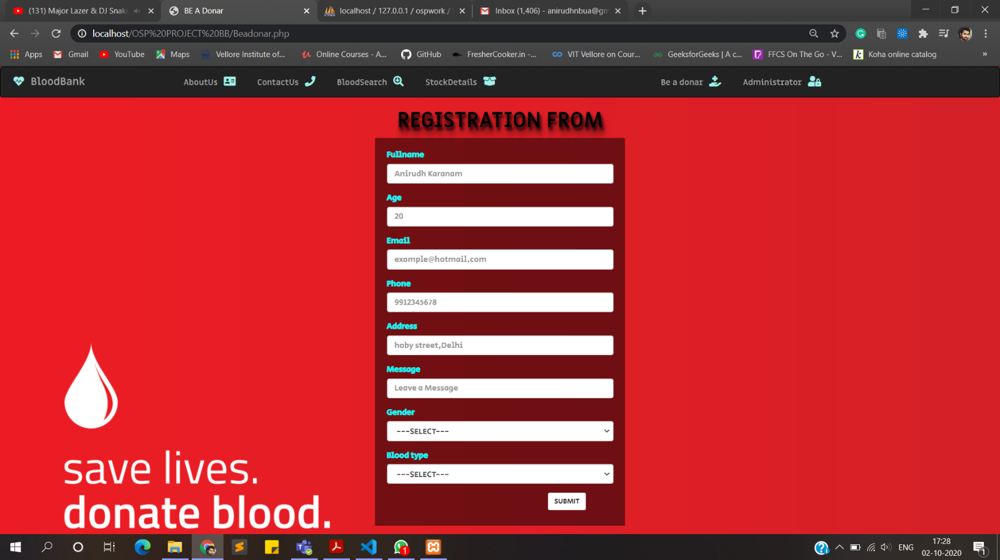 (131) Major Lazer & DJ Snak
BE A Donar
localhost / 127.0.0.1 / ospwork /
Inbox (1,406) - anirudhnbua@gm
localhost/OSP%20PROJECT%20BB/Beadonar.php
Apps
Gmail
YouTube
Maps
Vellore Institute of...
Online Courses - A...
GitHub
FresherCooker.in -...
VIT Vellore on Cour...
GeeksforGeeks | A c...
FFCS On The Go - V...
Koha online catalog
»
BloodBank
AboutUs
ContactUs
BloodSearch
StockDetails
Be a donar
Administrator
REGISTRATION FROM
Fullname
Anirudh Karanam
Age
20
Email
example@hotmail.com
Phone
9912345678
Address
hoby street,Delhi
Message
Leave a Message
Gender
---SELECT---
Blood type
---SELECT---
SUBMIT
save lives.
donate blood.
1
ENG
17:28
02-10-2020
1